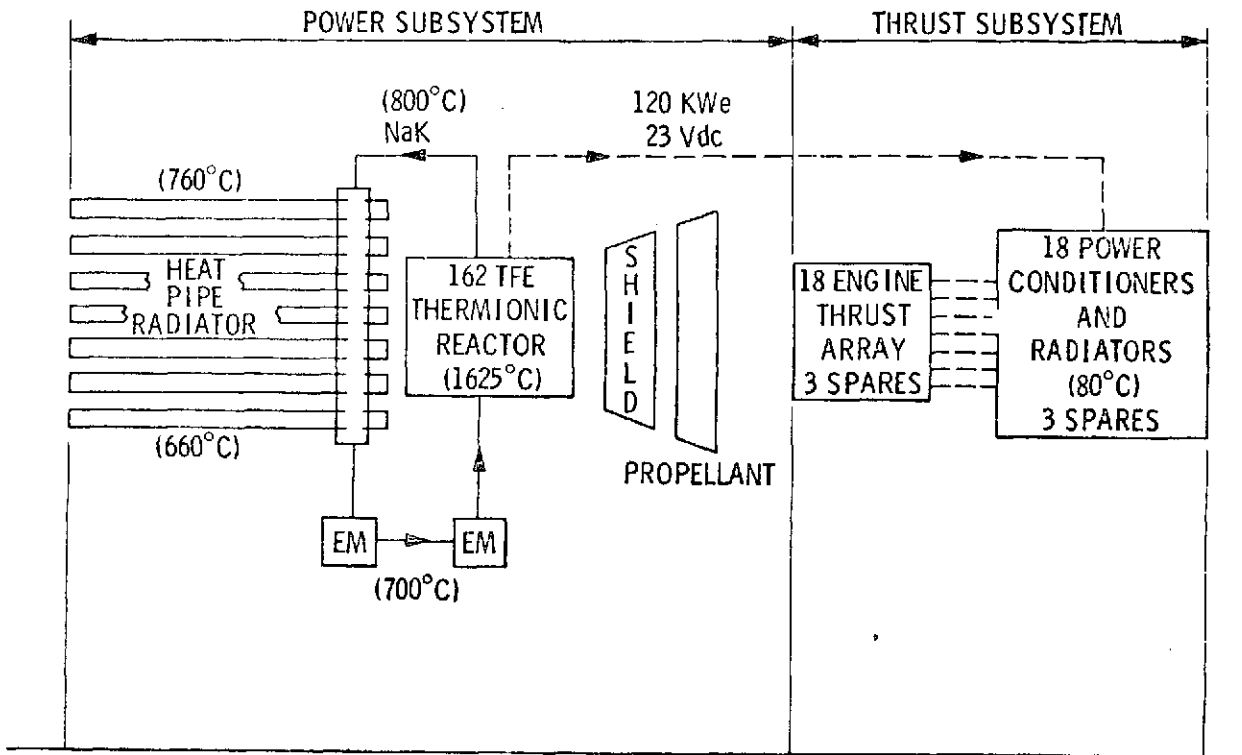 POWER SUBSYSTEM
THRUST SUBSYSTEM
(800°C)
NaK
120 KWe
23 Vdc
(760°C)
HEAT
PIPE
RADIATOR
(660°C)
162 TFE
THERMIONIC
REACTOR
(1625°C)
SHIELD
PROPELLANT
18 ENGINE
THRUST
ARRAY
3 SPARES
18 POWER
CONDITIONERS
AND
RADIATORS
(80°C)
3 SPARES
EM
EM
(700°C)